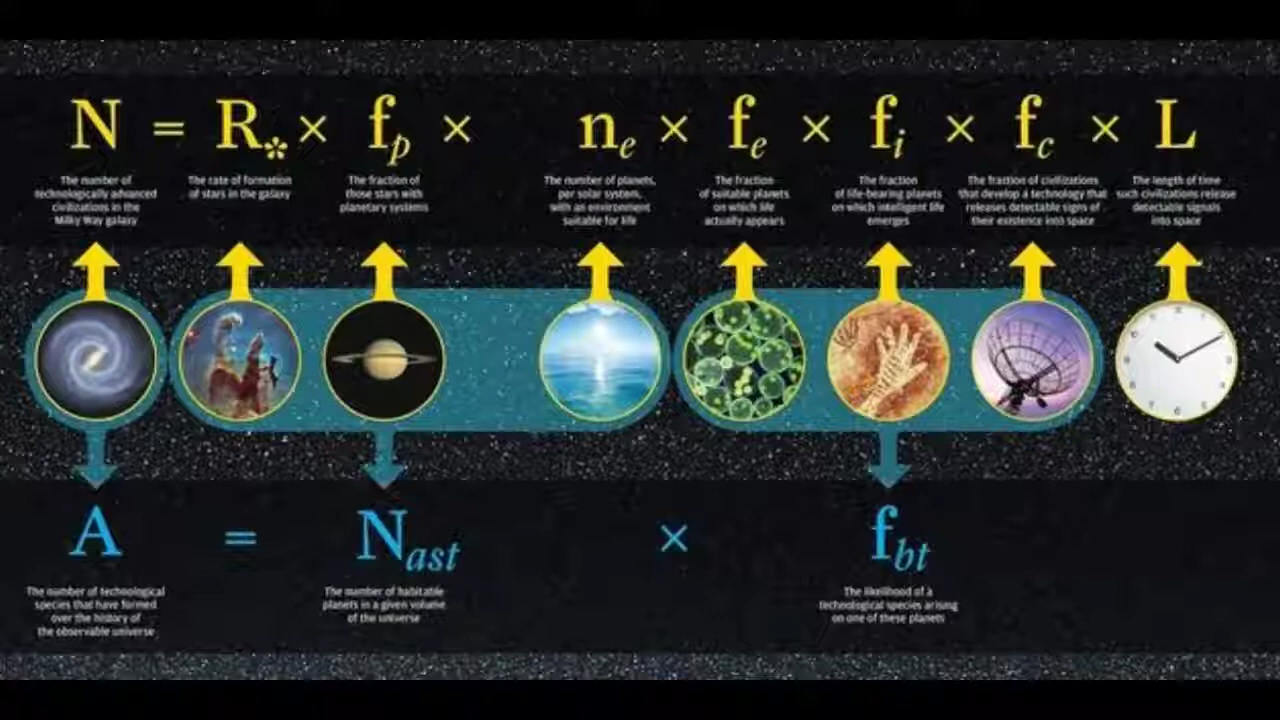 N = R* × fp × ne × fe × fi × fc × L
The number of
technologically advanced
civilizations in the
Milky Way galaxy
The rate of formation
of stars in the galaxy
The fraction of
those stars with
planetary systems
The number of planets,
per solar system,
with an environment
suitable for life
The fraction
of suitable planets
on which life
actually appears
The fraction
of life-bearing planets
on which intelligent life
emerges
The fraction of civilizations
that develop a technology that
releases detectable signs of
their existence into space
The length of time
such civilizations release
detectable signals
into space
A = Nast × fbt
The number of technological
species that have formed
over the history of
the observable universe
The number of habitable
planets in a given volume
of the universe
The likelihood of a
technological species arising
on one of these planets